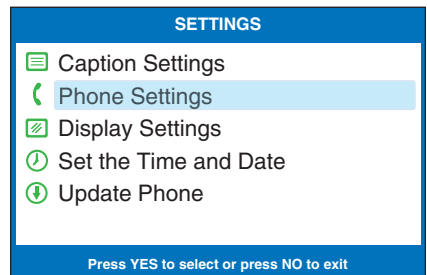 SETTINGS
Caption Settings
Phone Settings
Display Settings
Set the Time and Date
Update Phone
Press YES to select or press NO to exit